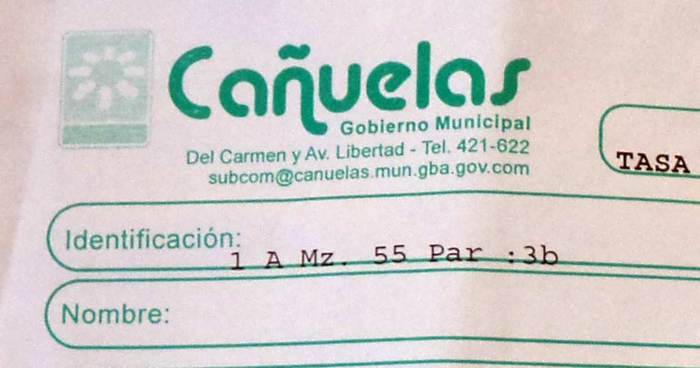 Cañuelas
Gobierno Municipal
Del Carmen y Av. Libertad - Tel. 421-622
subcom@canuelas.mun.gba.gov.com
TASA
Identificación:
1 A Mz. 55 Par :3b
Nombre: